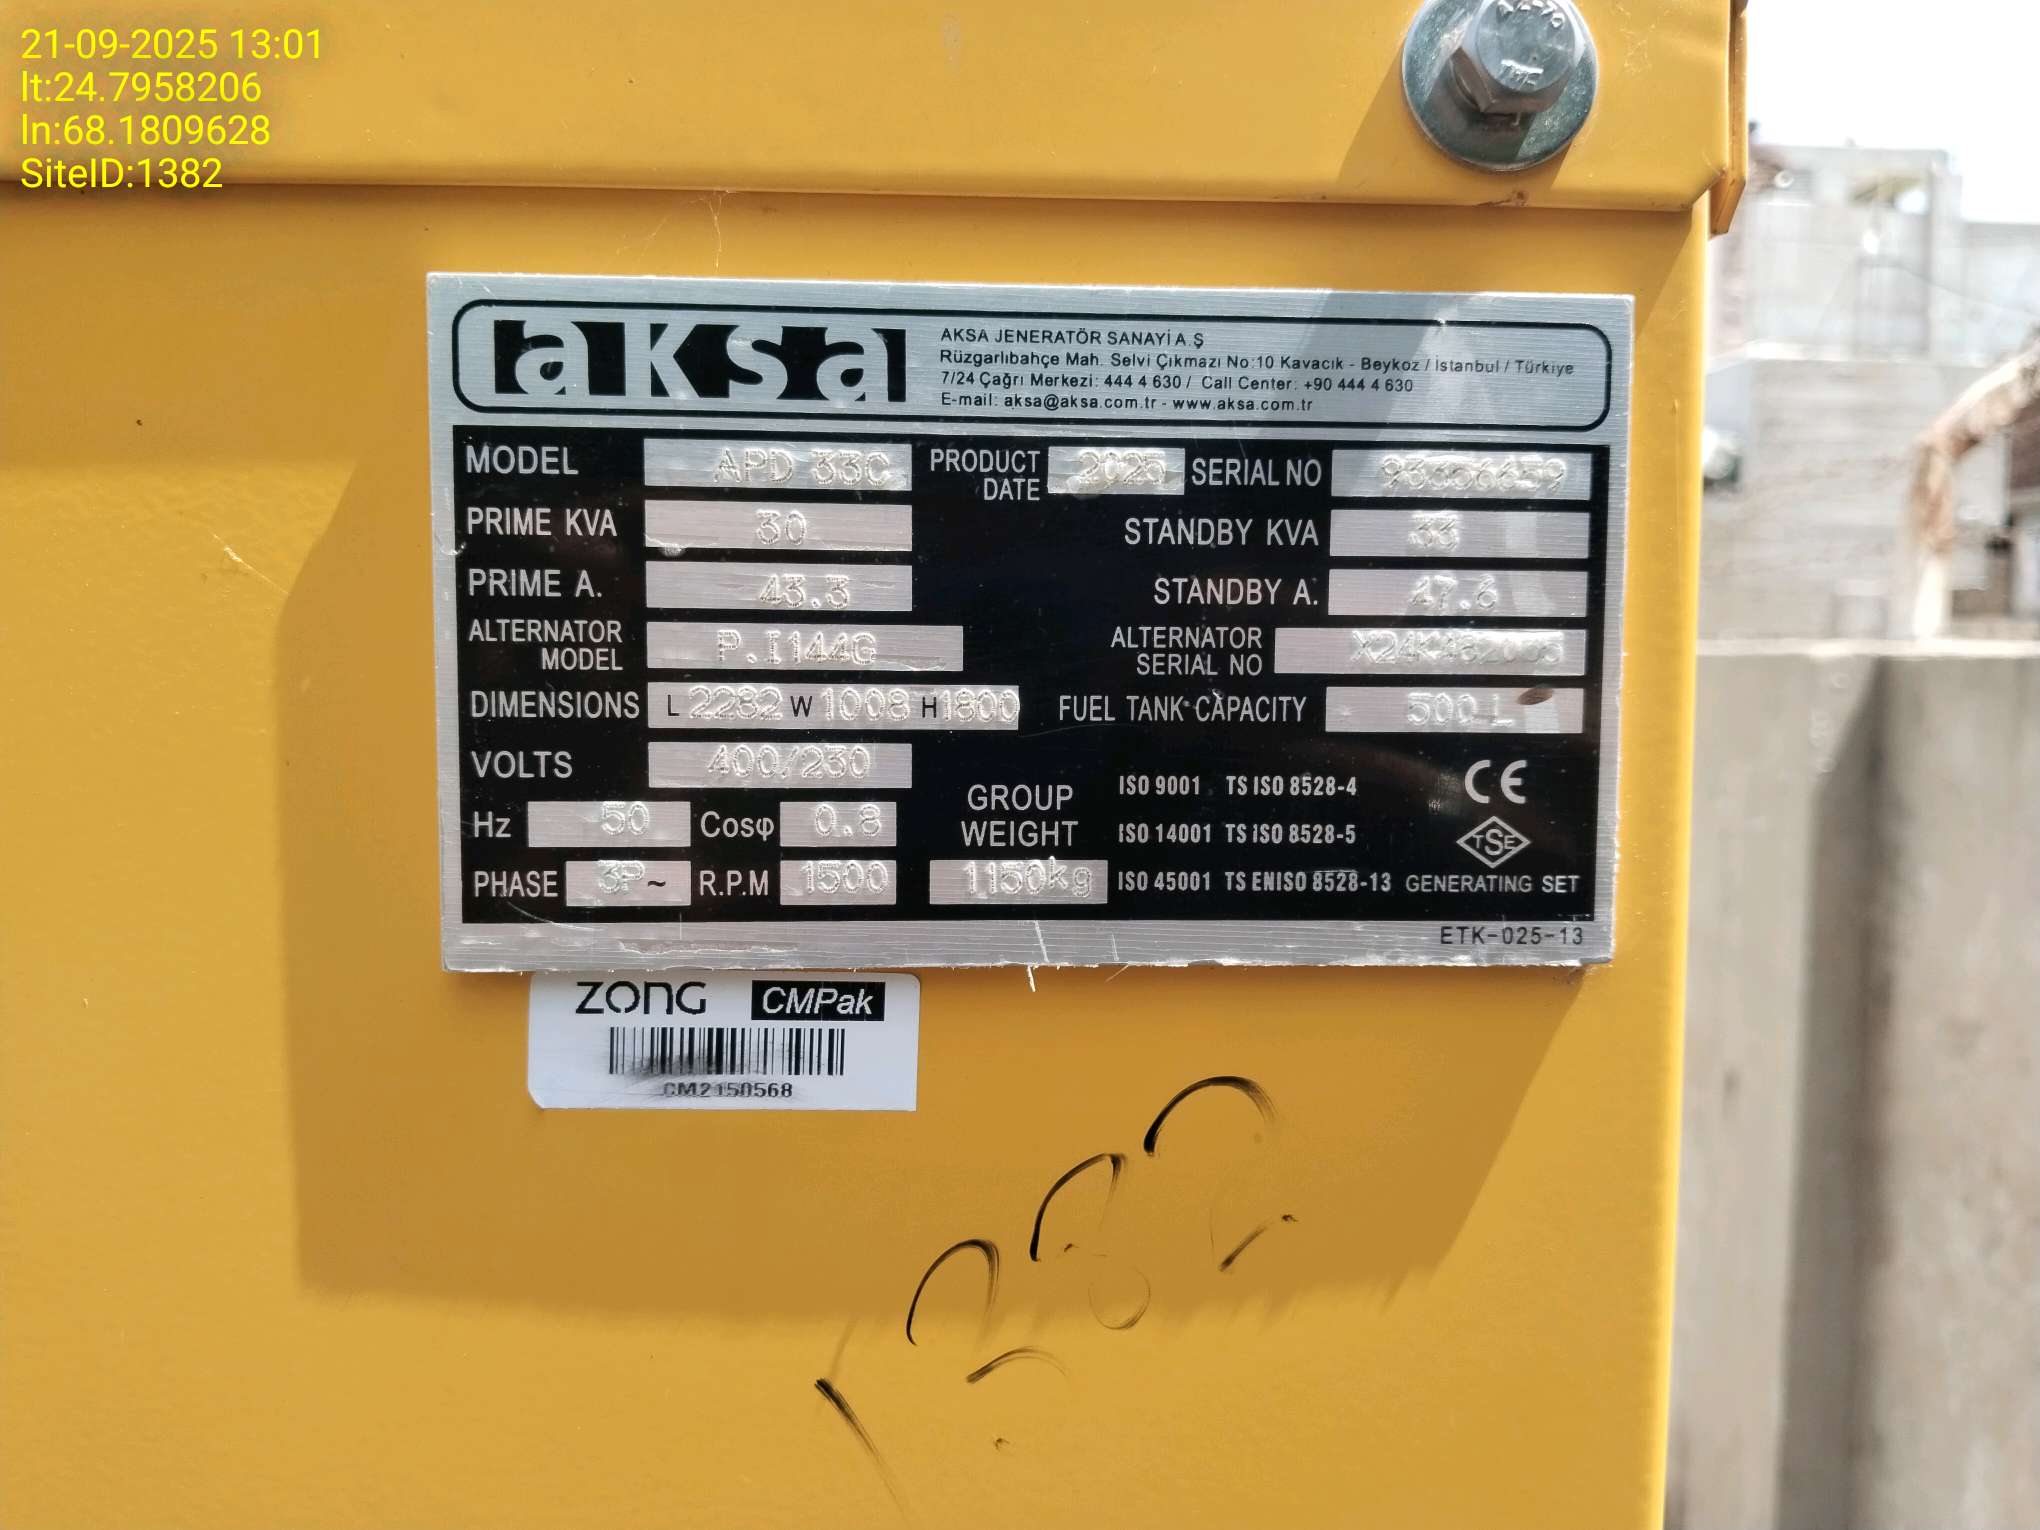 21-09-2025 13:01
lt:24.7958206
ln:68.1809628
SiteID:1382
aksa
AKSA JENERATÖR SANAYİ A.Ş
Rüzgarlıbahçe Mah. Selvi Çıkmazı No:10 Kavacık - Beykoz / İstanbul / Türkiye
7/24 Çağrı Merkezi: 444 4 630 / Call Center: +90 444 4 630
E-mail: aksa@aksa.com.tr - www.aksa.com.tr
MODEL APD 33C PRODUCT DATE 2025 SERIAL NO
PRIME KVA 30 STANDBY KVA 33
PRIME A. 43.3 STANDBY A. 47.6
ALTERNATOR MODEL P.I144G ALTERNATOR SERIAL NO
DIMENSIONS L 2282 W 1008 H 1800 FUEL TANK CAPACITY 500 L
VOLTS 400/230
Hz 50 Cosφ 0.8 GROUP WEIGHT 1150kg
PHASE 3P~ R.P.M 1500
ISO 9001 TS ISO 8528-4
ISO 14001 TS ISO 8528-5
ISO 45001 TS EN ISO 8528-13
CE
TSE
GENERATING SET
ETK-025-13
ZONG CMPak
CM2150568
1382